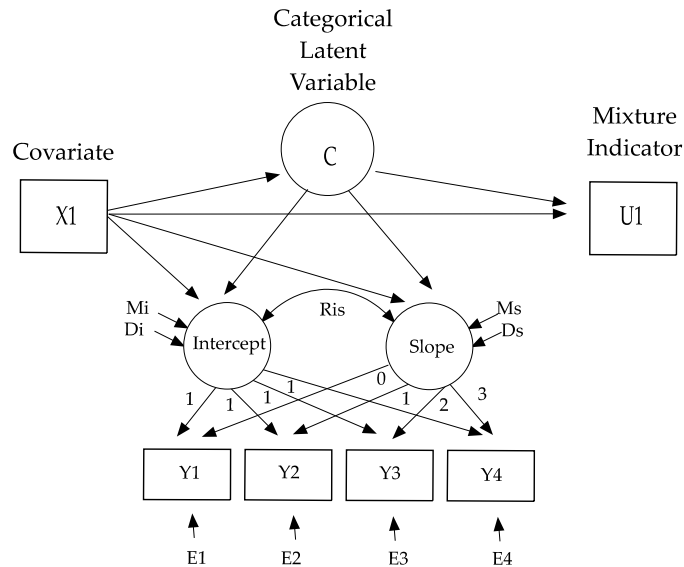 Categorical
Latent
Variable
Mixture
Indicator
Covariate
C
X1
U1
Mi
Di
Ris
Ms
Ds
Intercept
Slope
1
1
1
1
0
1
2
3
Y1
Y2
Y3
Y4
E1
E2
E3
E4